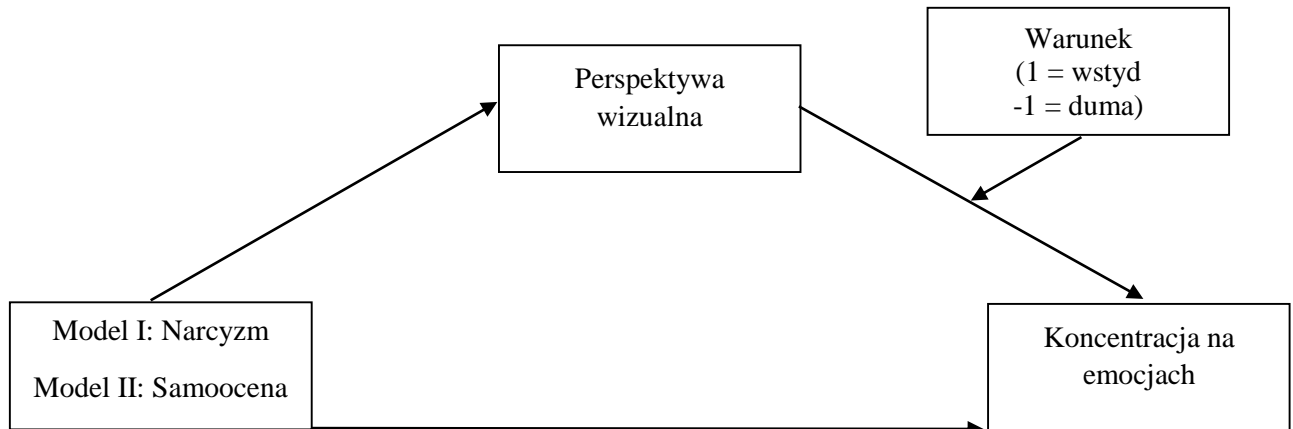 Warunek
(1 = wstyd
-1 = duma)
Perspektywa
wizualna
Model I: Narcyzm
Model II: Samoocena
Koncentracja na
emocjach